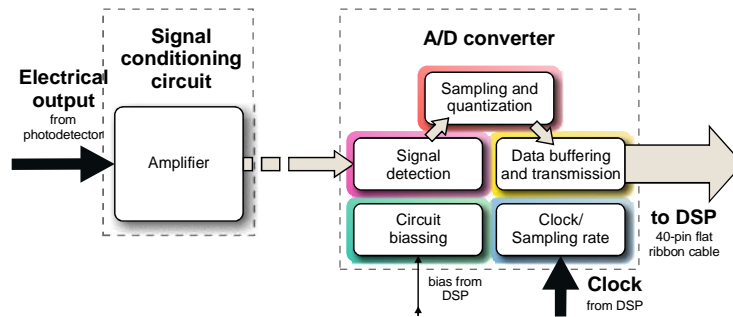 Signal
conditioning
circuit
A/D converter
Electrical
output
from
photodetector
Amplifier
Sampling and
quantization
Signal
detection
Data buffering
and transmission
Circuit
biassing
Clock/
Sampling rate
to DSP
40-pin flat
ribbon cable
bias from
DSP
Clock
from DSP